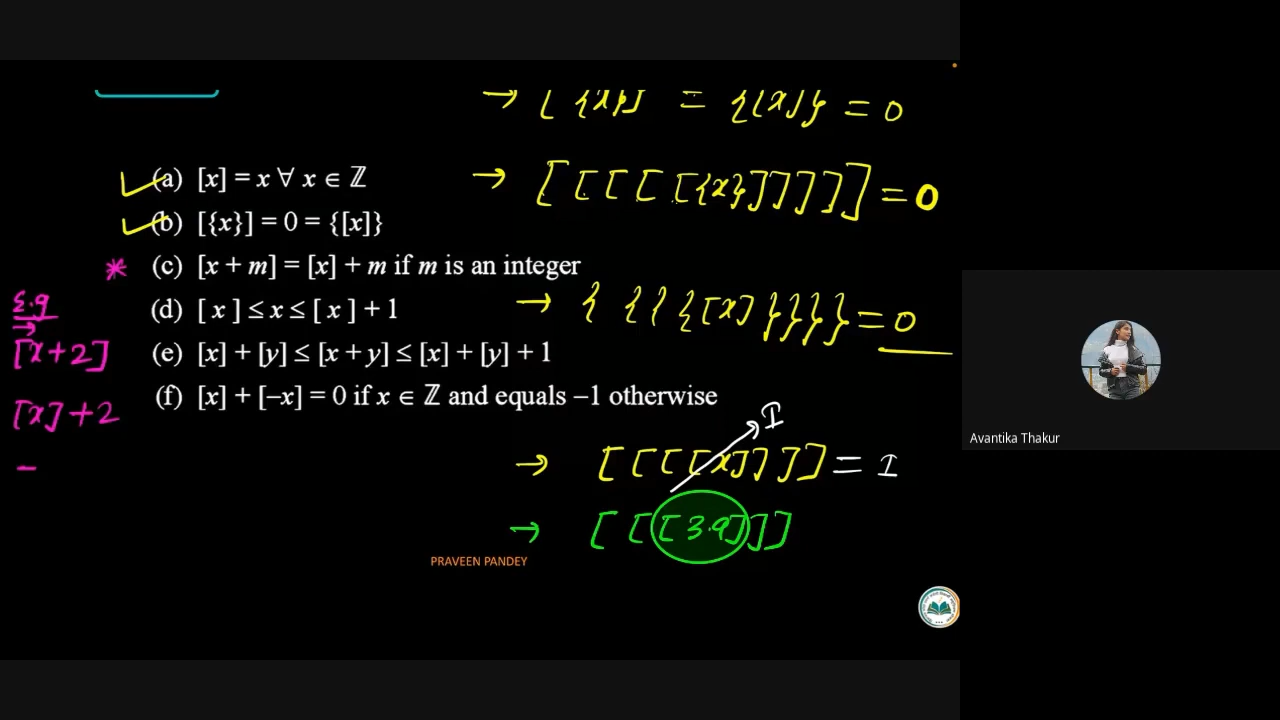 → [{x}] = {[x]} = 0
(a) [x] = x ∀ x ∈ ℤ
→ [[[[[{x}]]]]] = 0
(b) [{x}] = 0 = {[x]}
* (c) [x + m] = [x] + m if m is an integer
E.g
→
(d) [ x ] ≤ x ≤ [ x ] + 1
→ { { { {[x] }}}} = 0
[x+2]
(e) [x] + [y] ≤ [x + y] ≤ [x] + [y] + 1
[x]+2
(f) [x] + [–x] = 0 if x ∈ ℤ and equals –1 otherwise
I
→ [[[[x]]]] = I
→ [[[3.9]]]
PRAVEEN PANDEY
Avantika Thakur